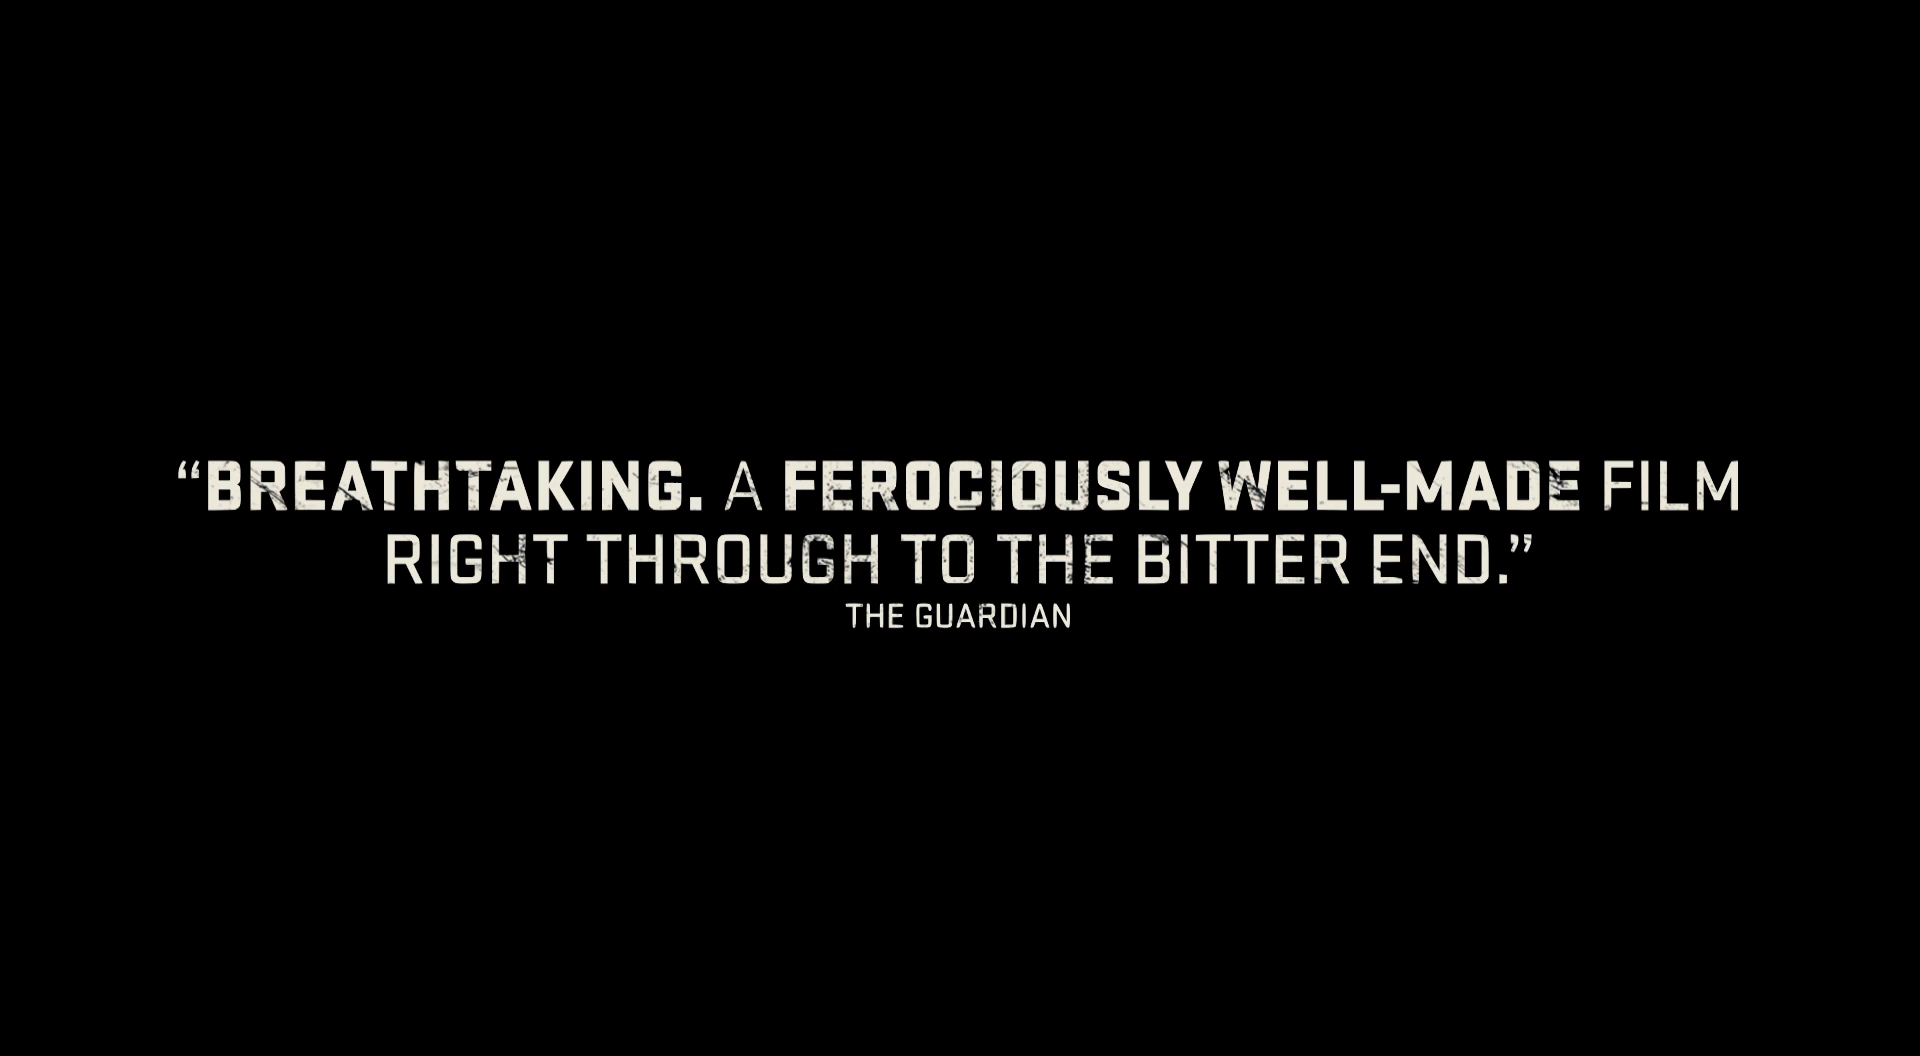 “BREATHTAKING. A FEROCIOUSLY WELL-MADE FILM
RIGHT THROUGH TO THE BITTER END.”
THE GUARDIAN